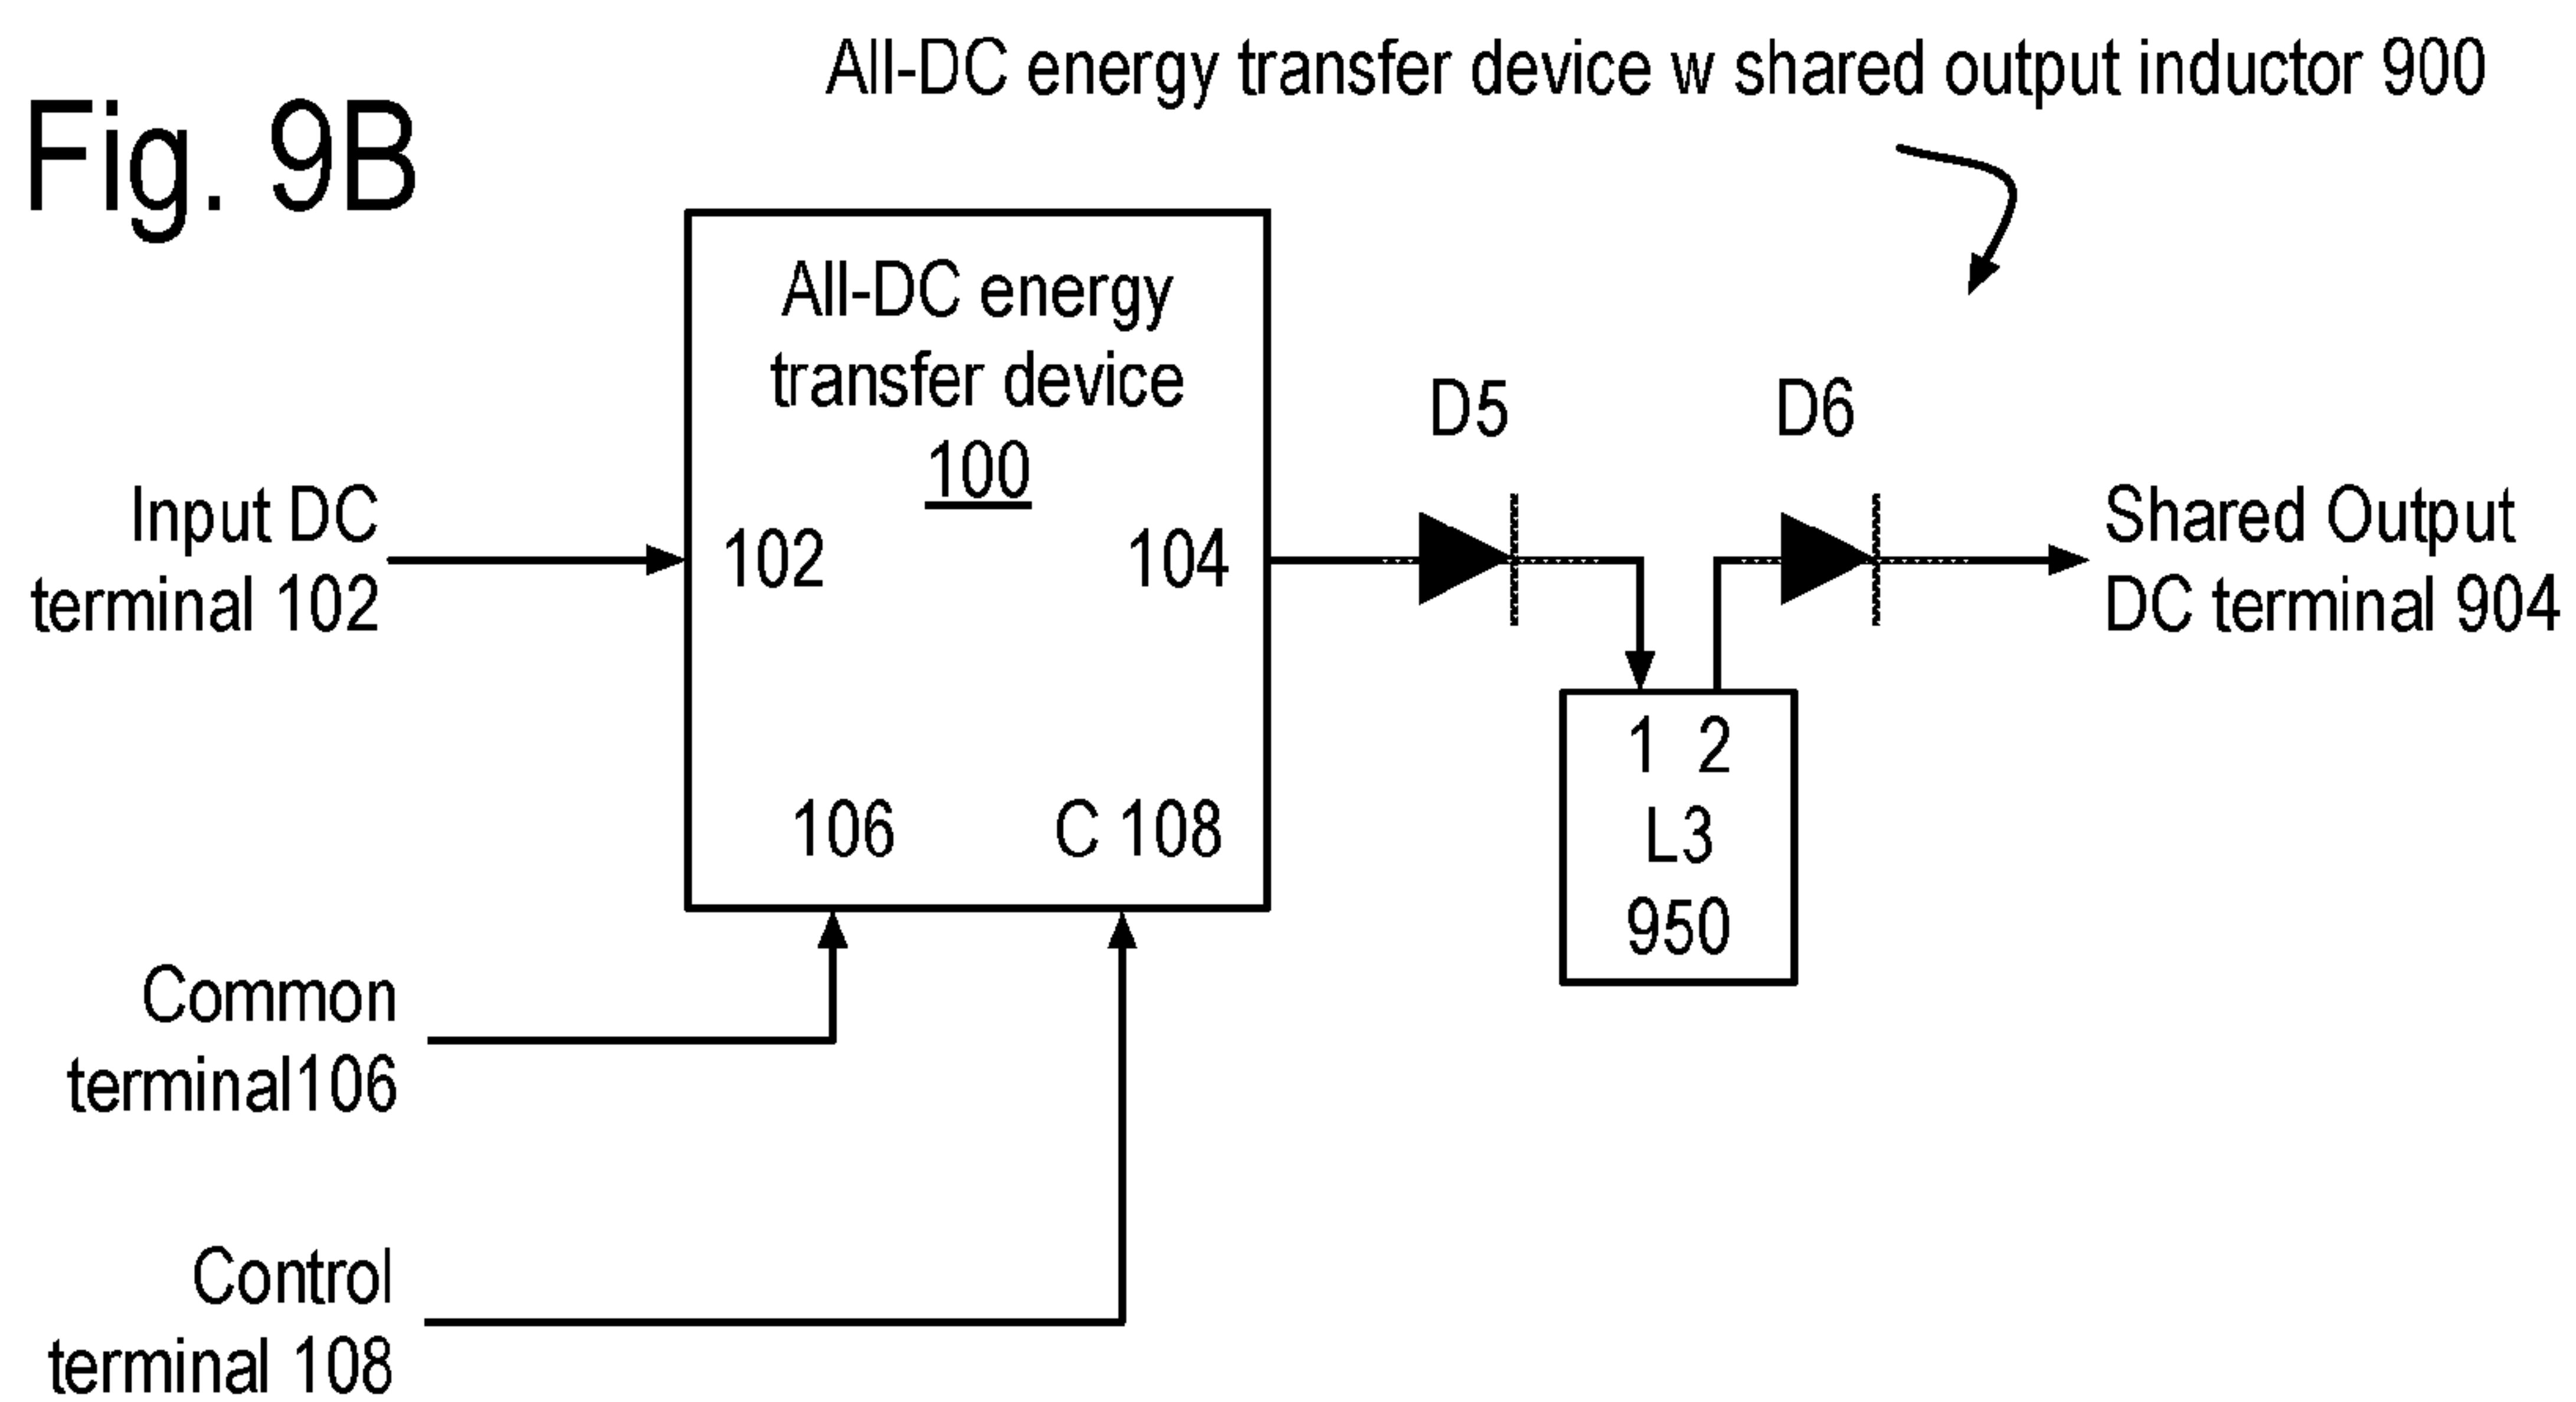 All-DC energy transfer device w shared output inductor 900
Fig. 9B
All-DC energy
transfer device
100
D5
D6
Input DC
terminal 102
102
104
Shared Output
DC terminal 904
1 2
L3
950
106
C 108
Common
terminal106
Control
terminal 108